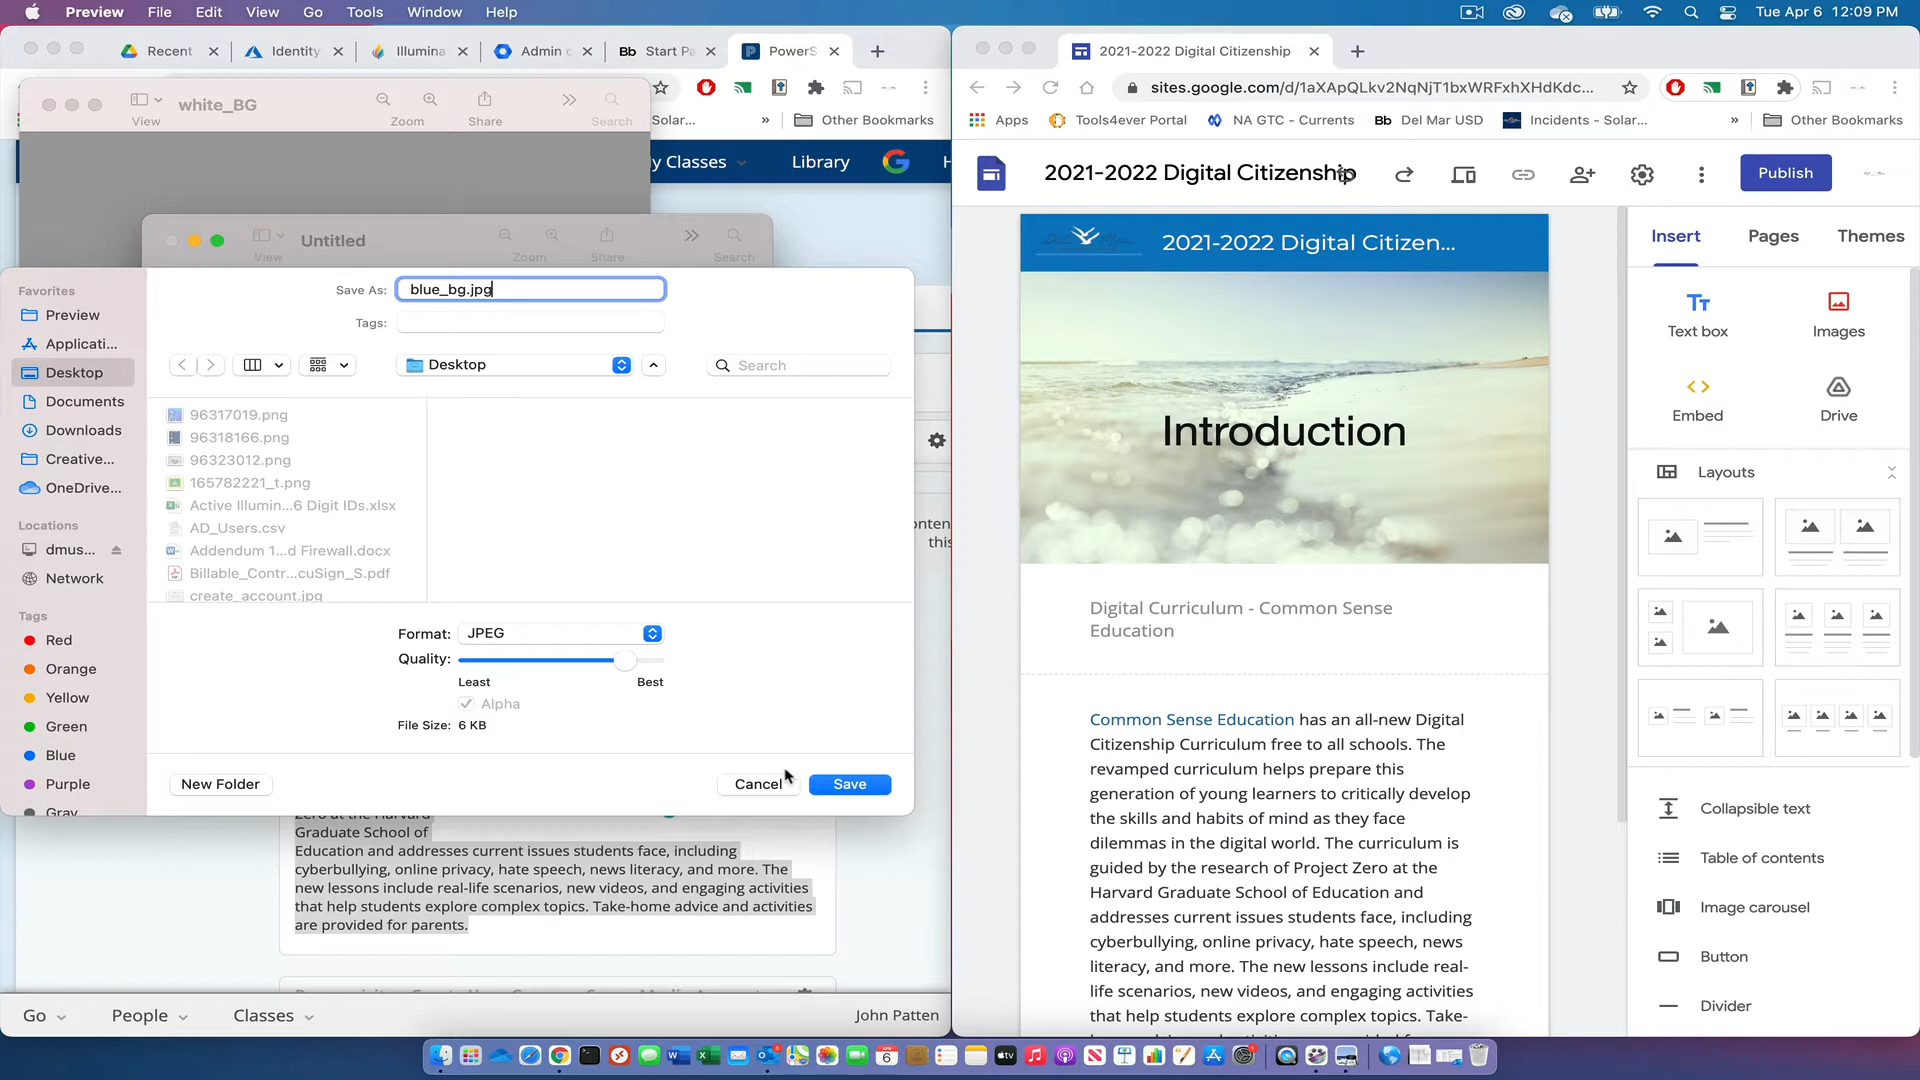 Preview File Edit View Go Tools Window Help
Tue Apr 6 12:09 PM
Recent
Identity
Illumina
Admin
Bb Start Pa
PowerS
Solar...
Other Bookmarks
white_BG
View
Zoom
Share
Search
y Classes
Library
Untitled
View
Zoom
Share
Search
Favorites
Preview
Applicati...
Desktop
Documents
Downloads
Creative...
OneDrive...
Locations
dmus...
Network
Tags
Red
Orange
Yellow
Green
Blue
Purple
Gray
Save As: blue_bg.jpg
Tags:
Desktop
Search
96317019.png
96318166.png
96323012.png
165782221_t.png
Active Illumin...6 Digit IDs.xlsx
AD_Users.csv
Addendum 1...d Firewall.docx
Billable_Contr...cuSign_S.pdf
create_account.jpg
Format: JPEG
Quality:
Least Best
Alpha
File Size: 6 KB
New Folder
Cancel
Save
onten
this
Zero at the Harvard
Graduate School of
Education and addresses current issues students face, including
cyberbullying, online privacy, hate speech, news literacy, and more. The
new lessons include real-life scenarios, new videos, and engaging activities
that help students explore complex topics. Take-home advice and activities
are provided for parents.
Go People Classes
John Patten
2021-2022 Digital Citizenship
sites.google.com/d/1aXApQLkv2NqNjT1bxWRFxhXHdKdc...
Apps
Tools4ever Portal
NA GTC - Currents
Bb Del Mar USD
Incidents - Solar...
Other Bookmarks
2021-2022 Digital Citizenship
Publish
2021-2022 Digital Citizen...
Introduction
Digital Curriculum - Common Sense
Education
Common Sense Education has an all-new Digital
Citizenship Curriculum free to all schools. The
revamped curriculum helps prepare this
generation of young learners to critically develop
the skills and habits of mind as they face
dilemmas in the digital world. The curriculum is
guided by the research of Project Zero at the
Harvard Graduate School of Education and
addresses current issues students face, including
cyberbullying, online privacy, hate speech, news
literacy, and more. The new lessons include real-
life scenarios, new videos, and engaging activities
that help students explore complex topics. Take-
Insert Pages Themes
Text box
Images
Embed
Drive
Layouts
Collapsible text
Table of contents
Image carousel
Button
Divider